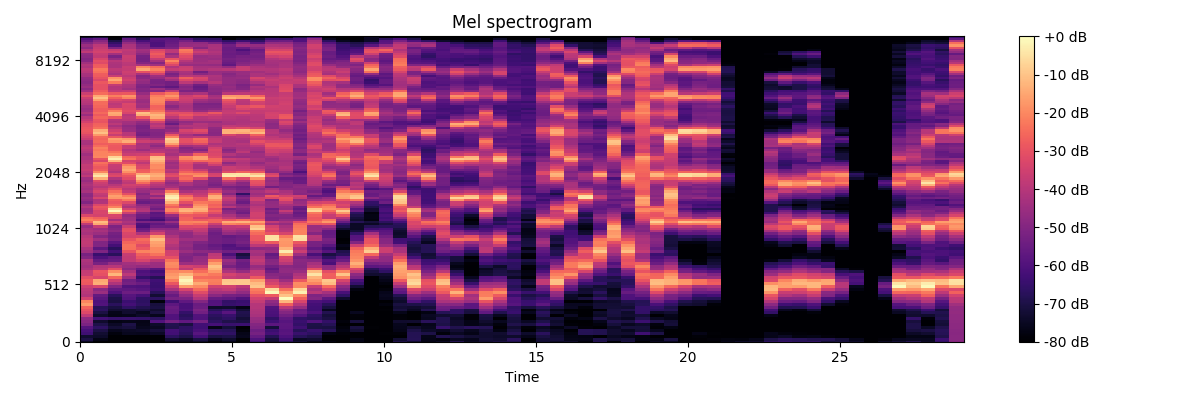 Mel spectrogram
8192
4096
2048
1024
512
0
Hz
0 5 10 15 20 25
Time
+0 dB
-10 dB
-20 dB
-30 dB
-40 dB
-50 dB
-60 dB
-70 dB
-80 dB